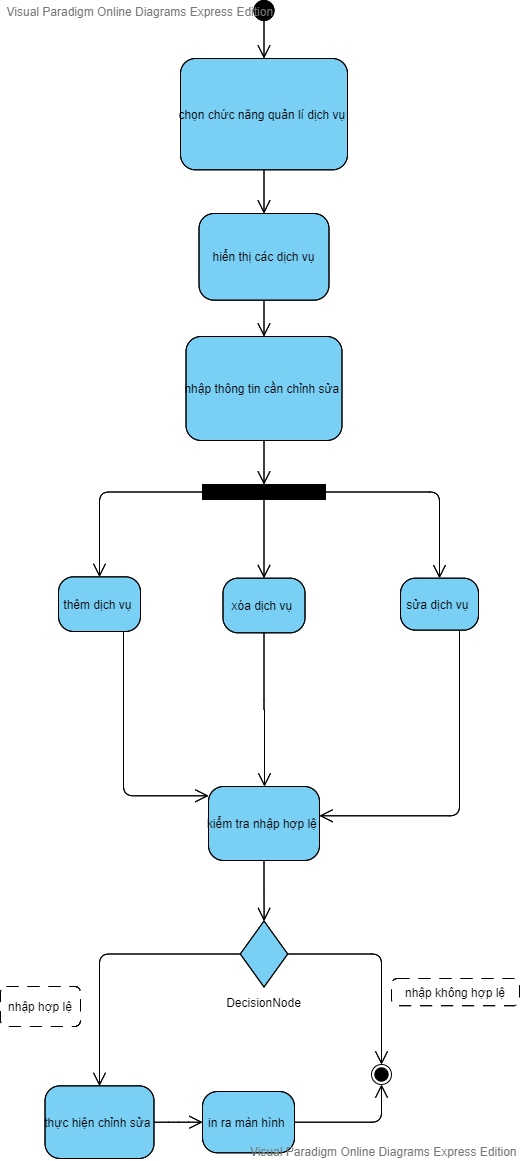 Visual Paradigm Online Diagrams Express Edition
chọn chức năng quản lí dịch vụ
hiển thị các dịch vụ
nhập thông tin cần chỉnh sửa
thêm dịch vụ
xóa dịch vụ
sửa dịch vụ
kiểm tra nhập hợp lệ
DecisionNode
nhập hợp lệ
nhập không hợp lệ
thực hiện chỉnh sửa
in ra màn hình
Visual Paradigm Online Diagrams Express Edition